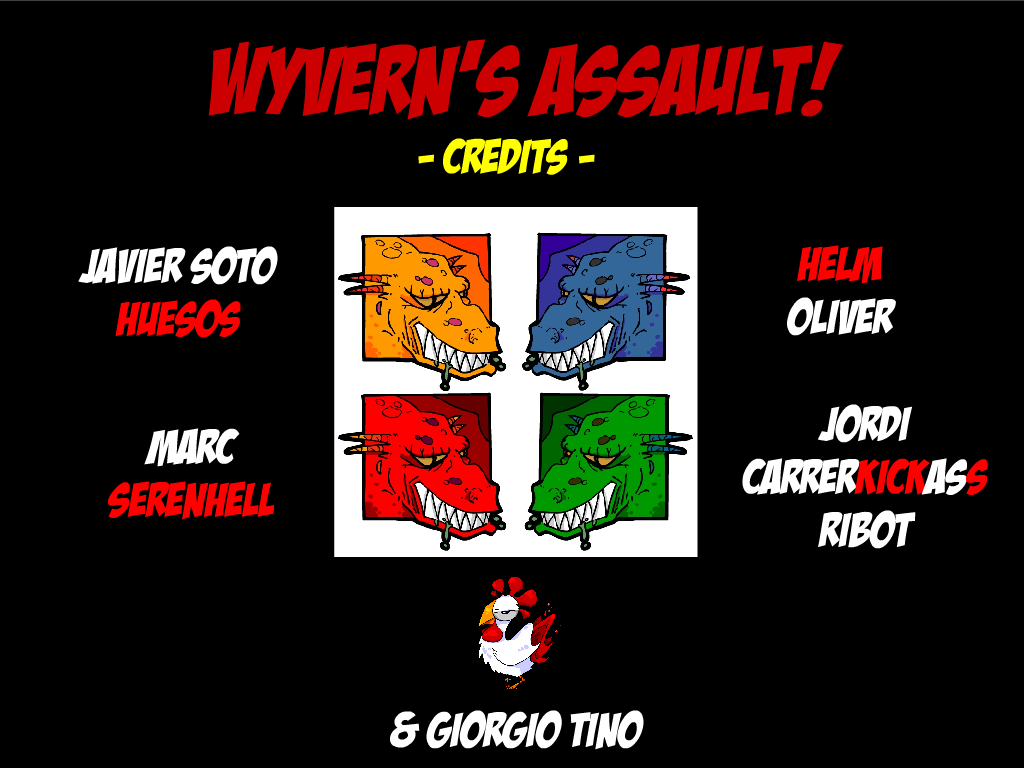 WYVERN'S ASSAULT!
- CREDITS -
JAVIER SOTO
HUESOS
HELM
OLIVER
MARC
SERENHELL
JORDI
CARRERKICKASS
RIBOT
& GIORGIO TINO